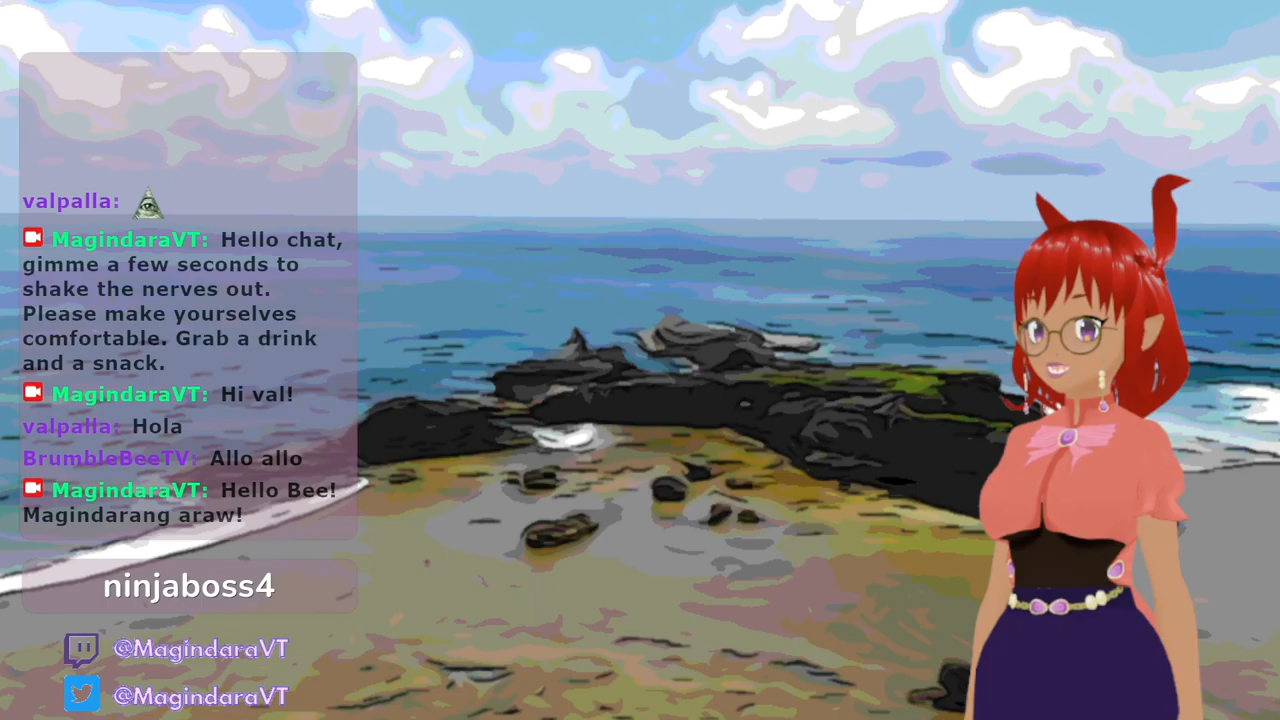 valpalla:
MagindaraVT: Hello chat,
gimme a few seconds to
shake the nerves out.
Please make yourselves
comfortable. Grab a drink
and a snack.
MagindaraVT: Hi val!
valpalla: Hola
BrumbleBeeTV: Allo allo
MagindaraVT: Hello Bee!
Magindarang araw!
ninjaboss4
@MagindaraVT
@MagindaraVT